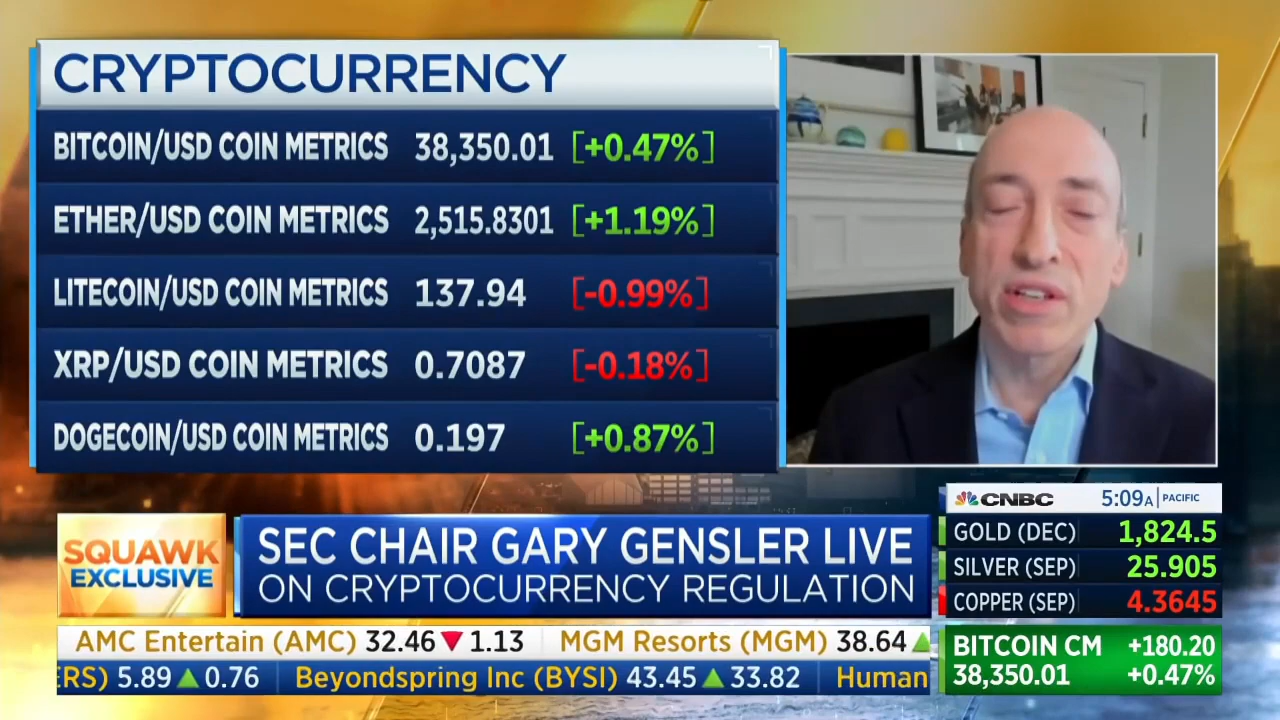 CRYPTOCURRENCY
BITCOIN/USD COIN METRICS 38,350.01 [+0.47%]
ETHER/USD COIN METRICS 2,515.8301 [+1.19%]
LITECOIN/USD COIN METRICS 137.94 [-0.99%]
XRP/USD COIN METRICS 0.7087 [-0.18%]
DOGECOIN/USD COIN METRICS 0.197 [+0.87%]
SQUAWK
EXCLUSIVE
SEC CHAIR GARY GENSLER LIVE
ON CRYPTOCURRENCY REGULATION
CNBC 5:09A | PACIFIC
GOLD (DEC) 1,824.5
SILVER (SEP) 25.905
COPPER (SEP) 4.3645
BITCOIN CM +180.20
38,350.01 +0.47%
AMC Entertain (AMC) 32.46 ▼ 1.13 MGM Resorts (MGM) 38.64 ▲
ERS) 5.89 ▲ 0.76 Beyondspring Inc (BYSI) 43.45 ▲ 33.82 Human